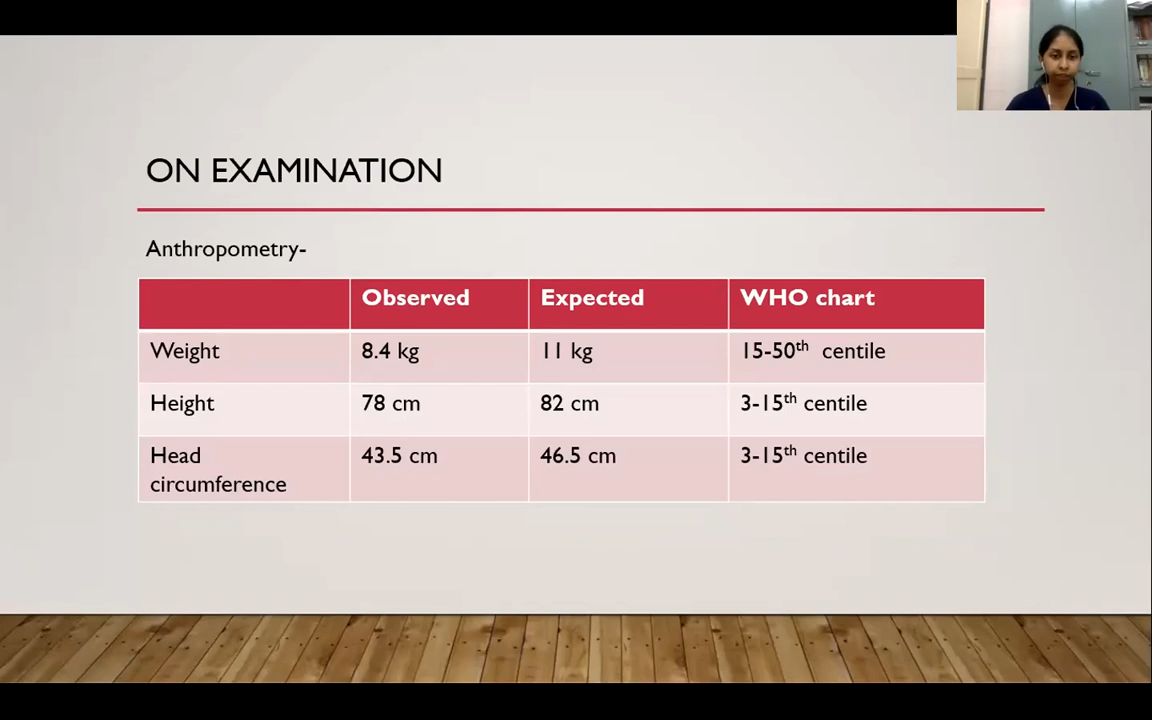 ON EXAMINATION
Anthropometry-
Observed Expected WHO chart
Weight 8.4 kg 11 kg 15-50th centile
Height 78 cm 82 cm 3-15th centile
Head 43.5 cm 46.5 cm 3-15th centile
circumference